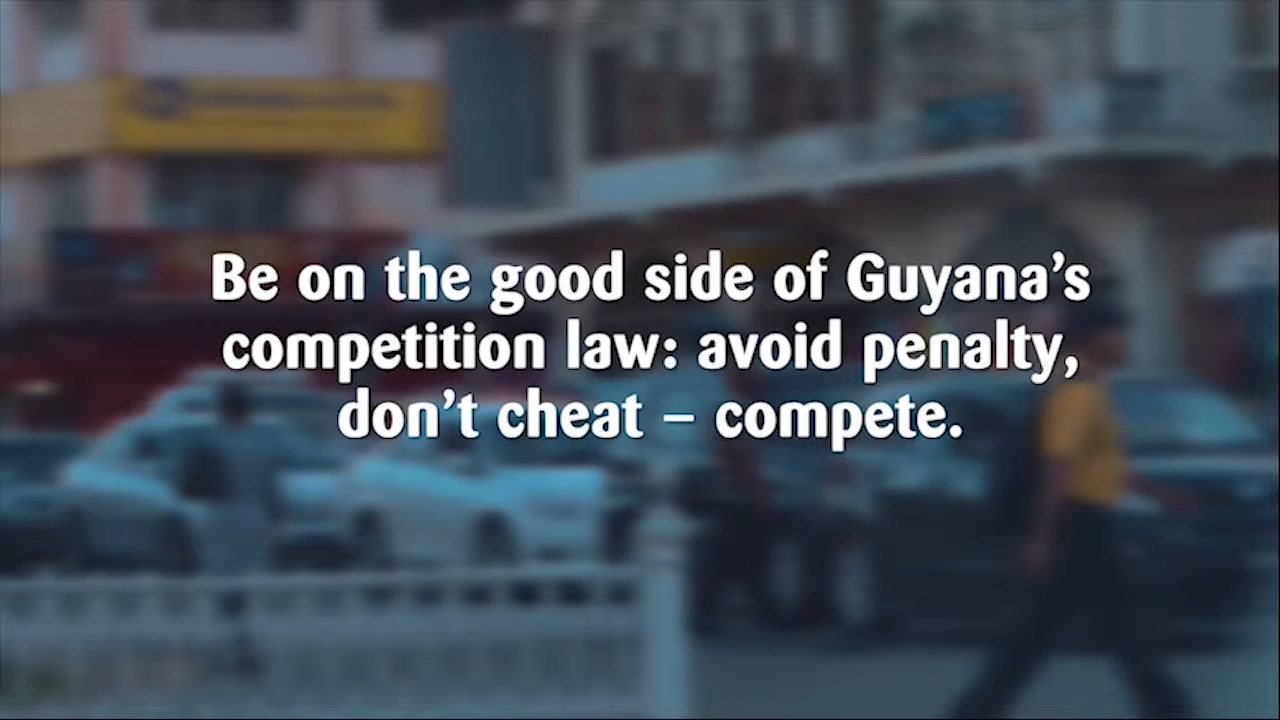 Be on the good side of Guyana’s
competition law: avoid penalty,
don’t cheat – compete.